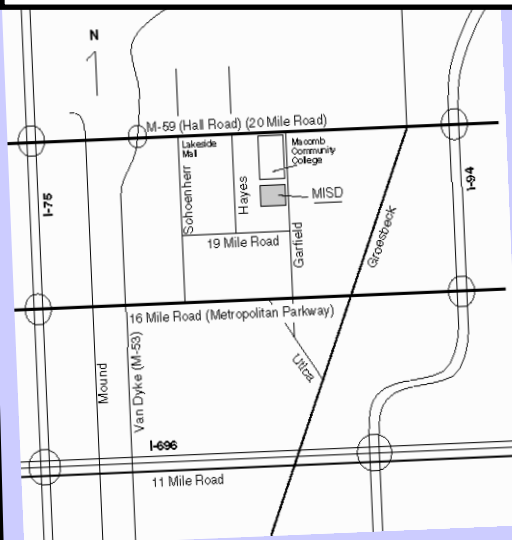 N
M-59 (Hall Road) (20 Mile Road)
Lakeside
Mall
Macomb
Community
College
Schoenherr
Hayes
MISD
I-75
I-94
19 Mile Road
Garfield
Groesbeck
16 Mile Road (Metropolitan Parkway)
Mound
Van Dyke (M-53)
Utica
I-696
11 Mile Road